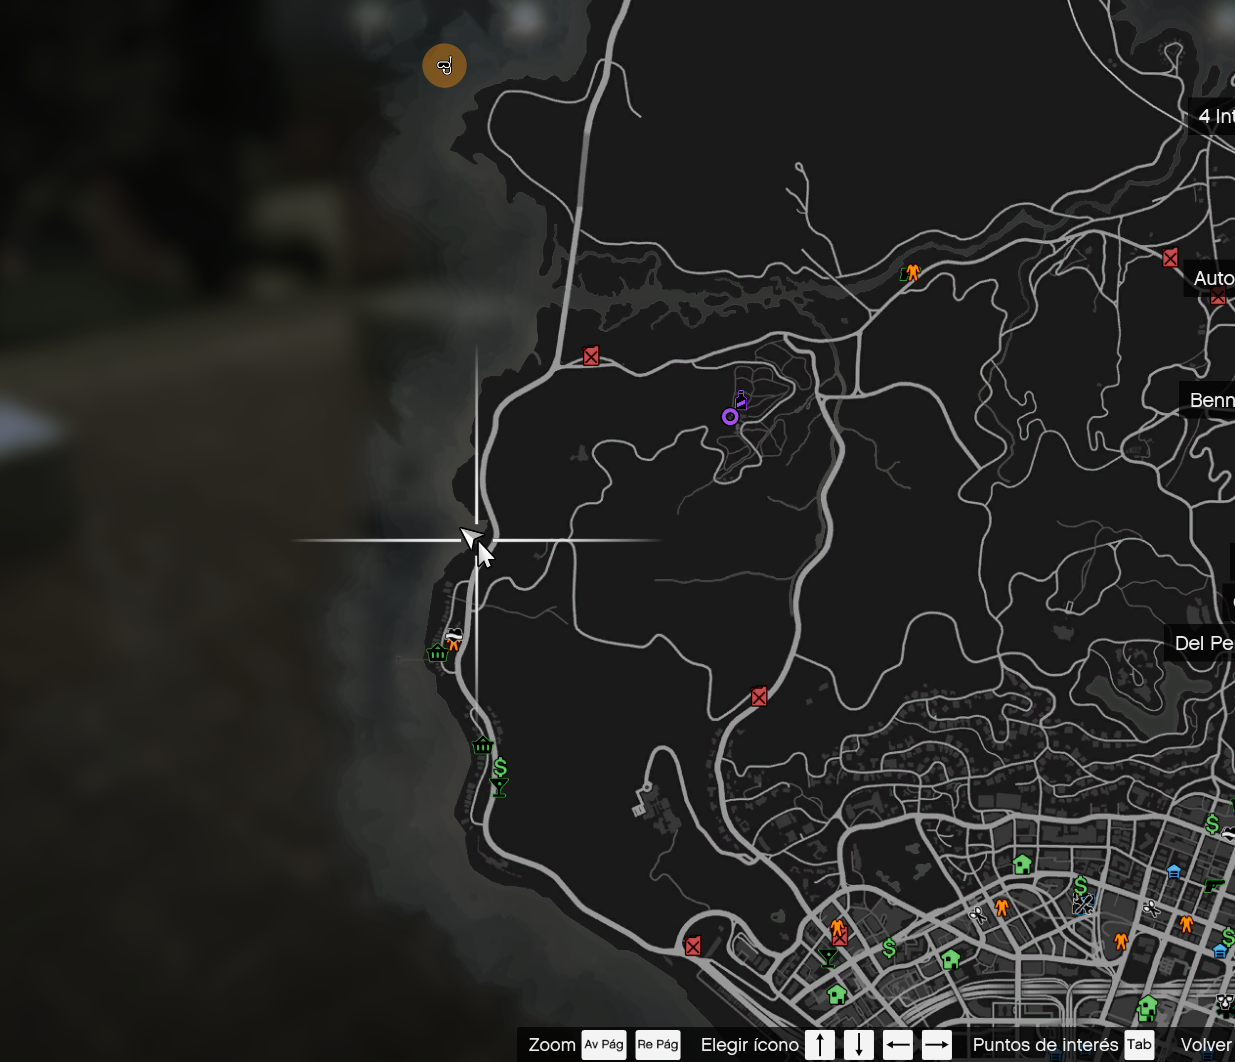 4 Int
Auto
Benn
Del Pe
Zoom Av Pág Re Pág Elegir ícono ↑ ↓ ← → Puntos de interés Tab Volver